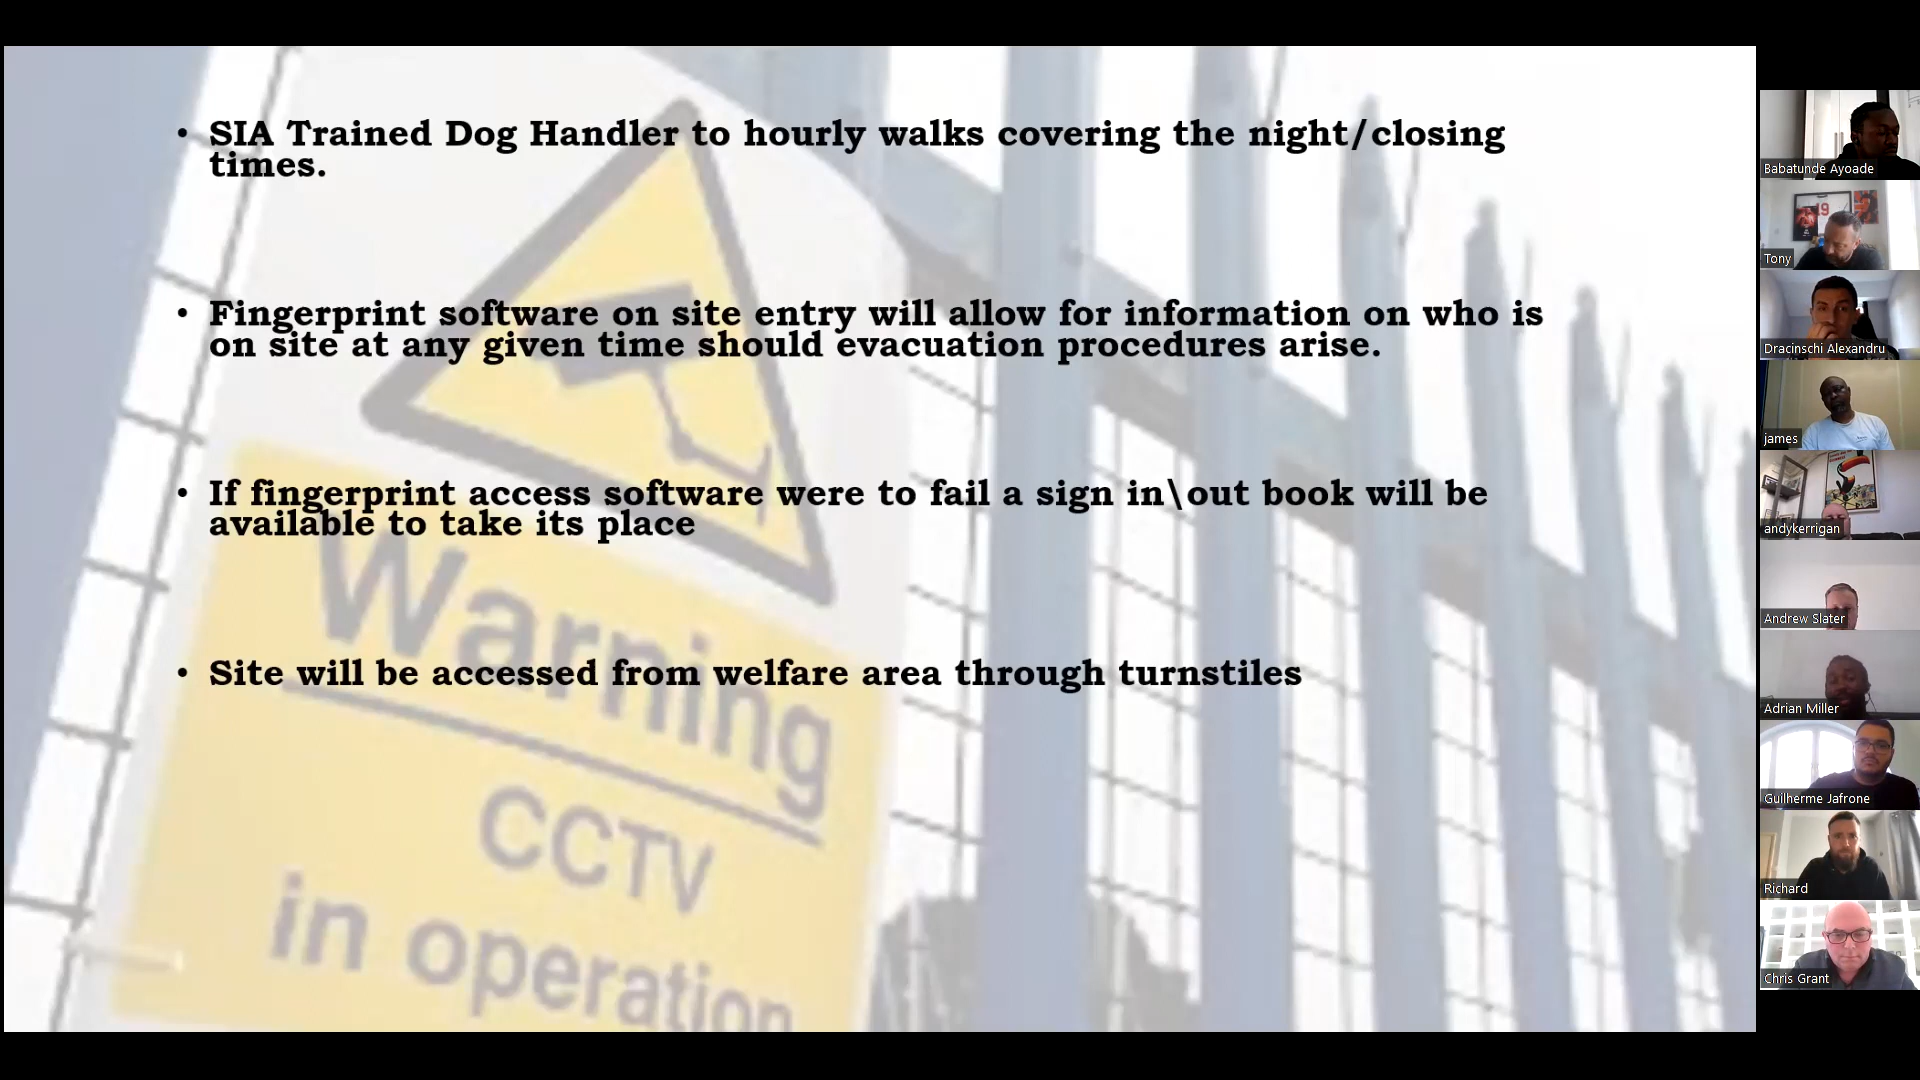 • SIA Trained Dog Handler to hourly walks covering the night/closing
times.
• Fingerprint software on site entry will allow for information on who is
on site at any given time should evacuation procedures arise.
• If fingerprint access software were to fail a sign in\out book will be
available to take its place
• Site will be accessed from welfare area through turnstiles
Warning
CCTV
in operation
Babatunde Ayoade
19
Tony
Dracinschi Alexandru
james
andykerrigan
Andrew Slater
Adrian Miller
Guilherme Jafrone
Richard
Chris Grant